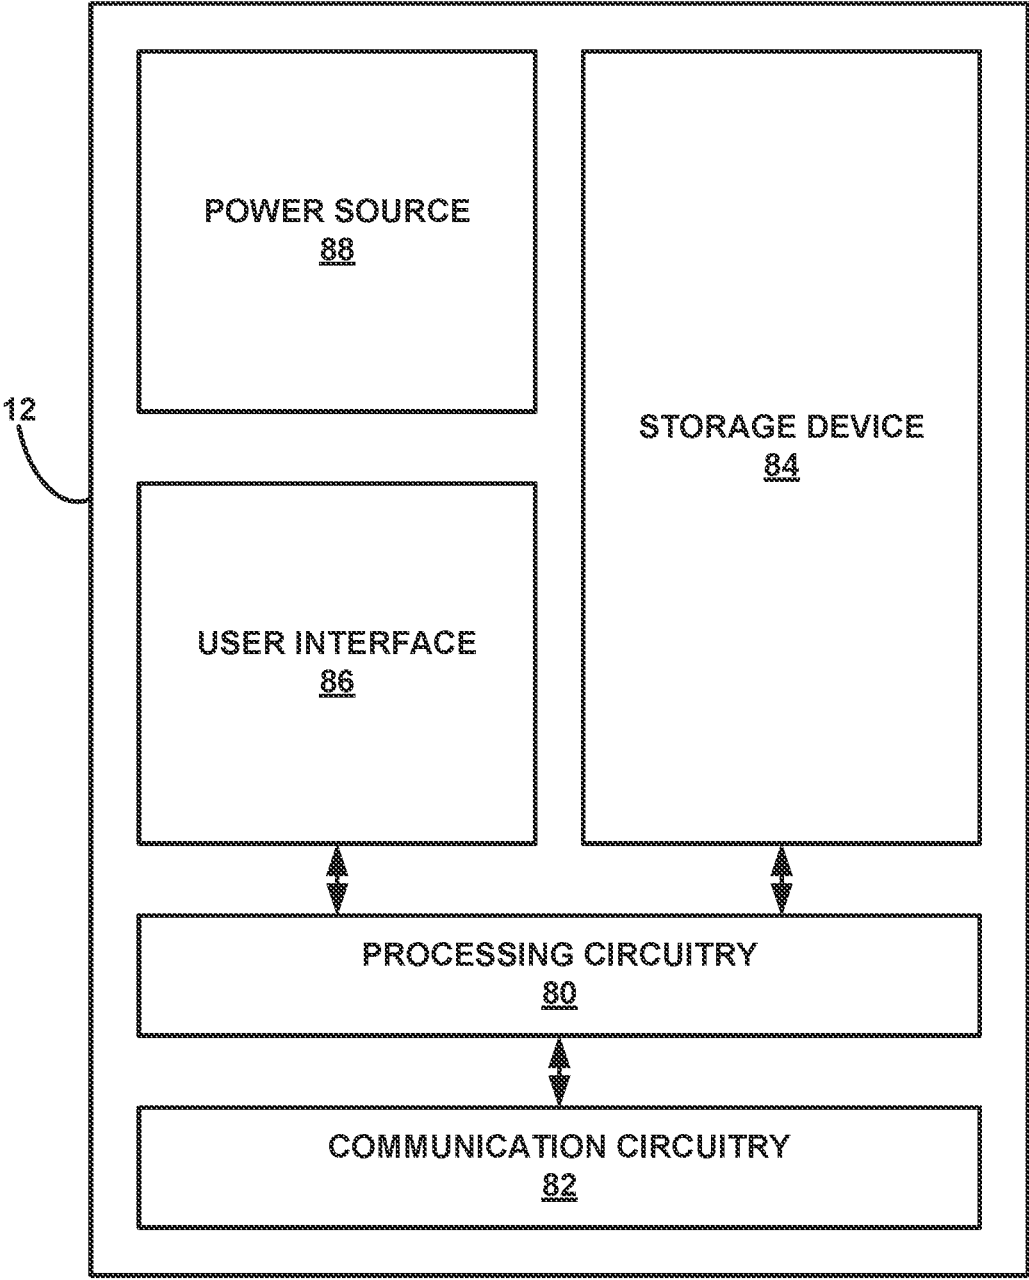 POWER SOURCE
88
STORAGE DEVICE
84
12
USER INTERFACE
86
PROCESSING CIRCUITRY
80
COMMUNICATION CIRCUITRY
82